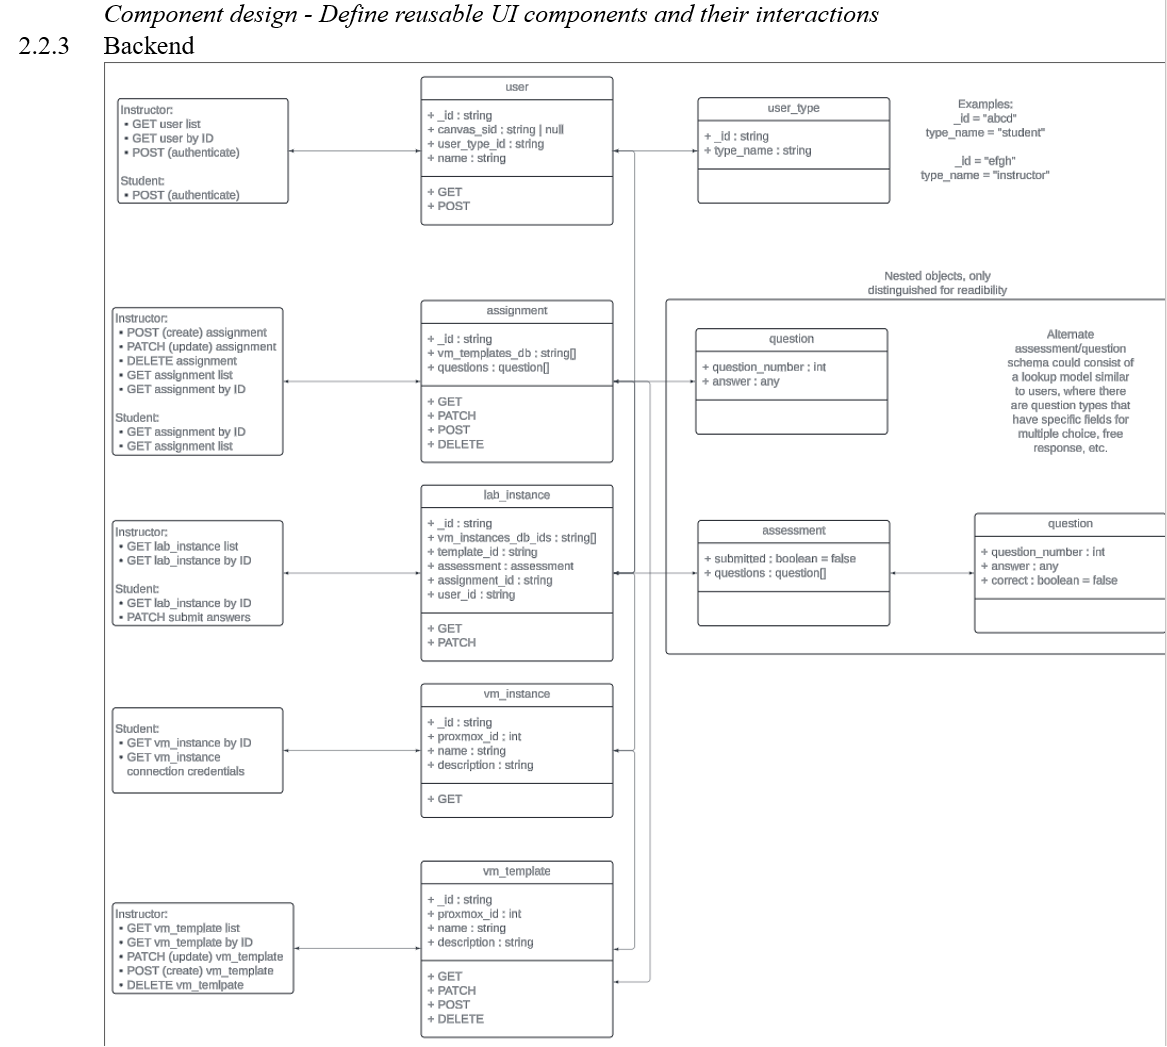 Component design - Define reusable UI components and their interactions
2.2.3 Backend
Instructor:
▪ GET user list
▪ GET user by ID
▪ POST (authenticate)
Student:
▪ POST (authenticate)
user
+ _id : string
+ canvas_sid : string | null
+ user_type_id : string
+ name : string
+ GET
+ POST
user_type
+ _id : string
+ type_name : string
Examples:
_id = "abcd"
type_name = "student"
_id = "efgh"
type_name = "instructor"
Nested objects, only
distinguished for readibility
Instructor:
▪ POST (create) assignment
▪ PATCH (update) assignment
▪ DELETE assignment
▪ GET assignment list
▪ GET assignment by ID
Student:
▪ GET assignment by ID
▪ GET assignment list
assignment
+ _id : string
+ vm_templates_db : string[]
+ questions : question[]
+ GET
+ PATCH
+ POST
+ DELETE
question
+ question_number : int
+ answer : any
Alternate
assessment/question
schema could consist of
a lookup model similar
to users, where there
are question types that
have specific fields for
multiple choice, free
response, etc.
Instructor:
▪ GET lab_instance list
▪ GET lab_instance by ID
Student:
▪ GET lab_instance by ID
▪ PATCH submit answers
lab_instance
+ _id : string
+ vm_instances_db_ids : string[]
+ template_id : string
+ assessment : assessment
+ assignment_id : string
+ user_id : string
+ GET
+ PATCH
assessment
+ submitted : boolean = false
+ questions : question[]
question
+ question_number : int
+ answer : any
+ correct : boolean = false
Student:
▪ GET vm_instance by ID
▪ GET vm_instance
connection credentials
vm_instance
+ _id : string
+ proxmox_id : int
+ name : string
+ description : string
+ GET
Instructor:
▪ GET vm_template list
▪ GET vm_template by ID
▪ PATCH (update) vm_template
▪ POST (create) vm_template
▪ DELETE vm_temlpate
vm_template
+ _id : string
+ proxmox_id : int
+ name : string
+ description : string
+ GET
+ PATCH
+ POST
+ DELETE